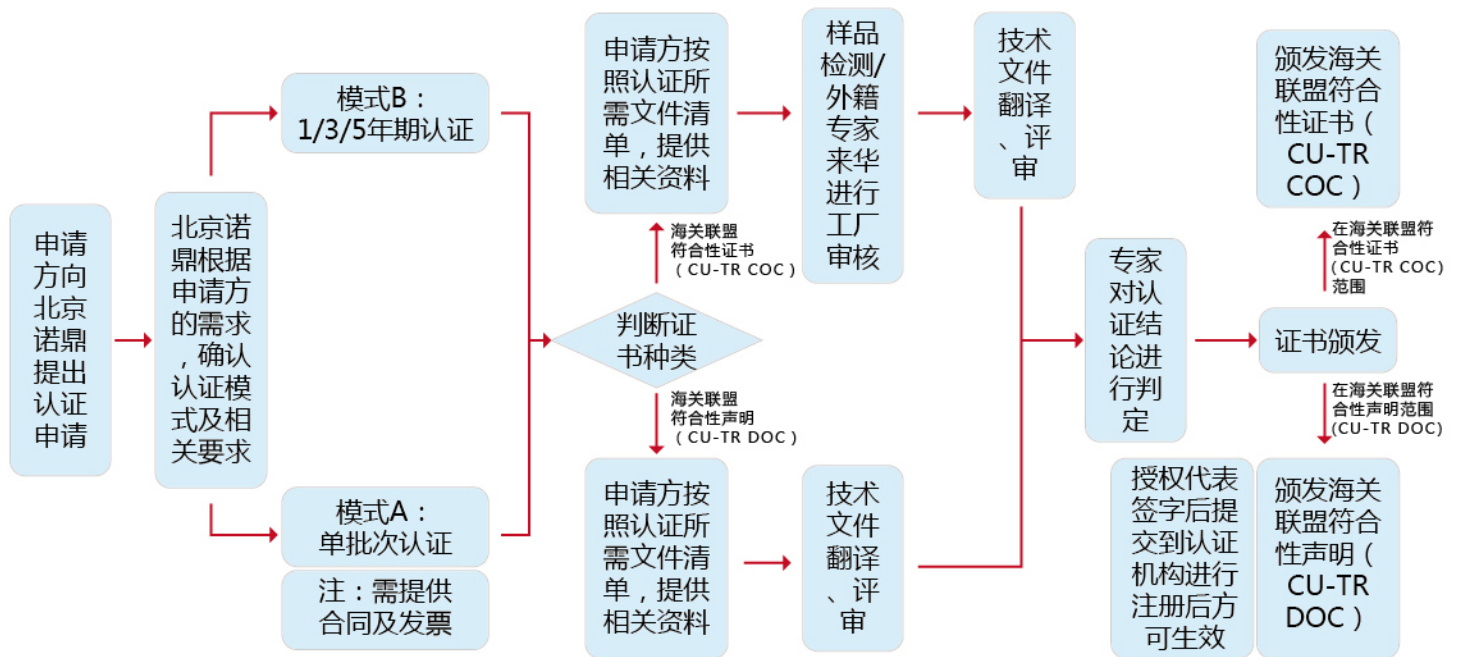 申请
方向
北京
诺鼎
提出
认证
申请
北京诺
鼎根据
申请方
的需求
，确认
认证模
式及相
关要求
模式B：
1/3/5年期认证
模式A：
单批次认证
注：需提供
合同及发票
判断证
书种类
海关联盟
符合性证书
（CU-TR COC）
海关联盟
符合性声明
（CU-TR DOC）
申请方按
照认证所
需文件清
单，提供
相关资料
样品
检测/
外籍
专家
来华
进行
工厂
审核
技术
文件
翻译
、评
审
申请方按
照认证所
需文件清
单，提供
相关资料
技术
文件
翻译
、评
审
专家
对认
证结
论进
行判
定
证书颁发
在海关联盟符
合性证书
(CU-TR COC)
范围
颁发海关
联盟符合
性证书（
CU-TR
COC）
在海关联盟符
合性声明范围
(CU-TR DOC)
授权代表
签字后提
交到认证
机构进行
注册后方
可生效
颁发海关
联盟符合
性声明（
CU-TR
DOC）